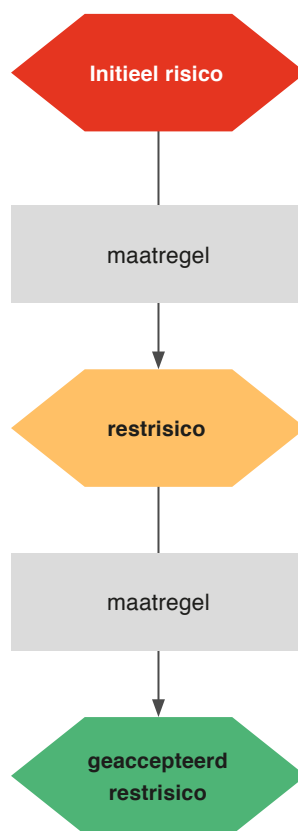 Initieel risico
maatregel
restrisico
maatregel
geaccepteerd
restrisico